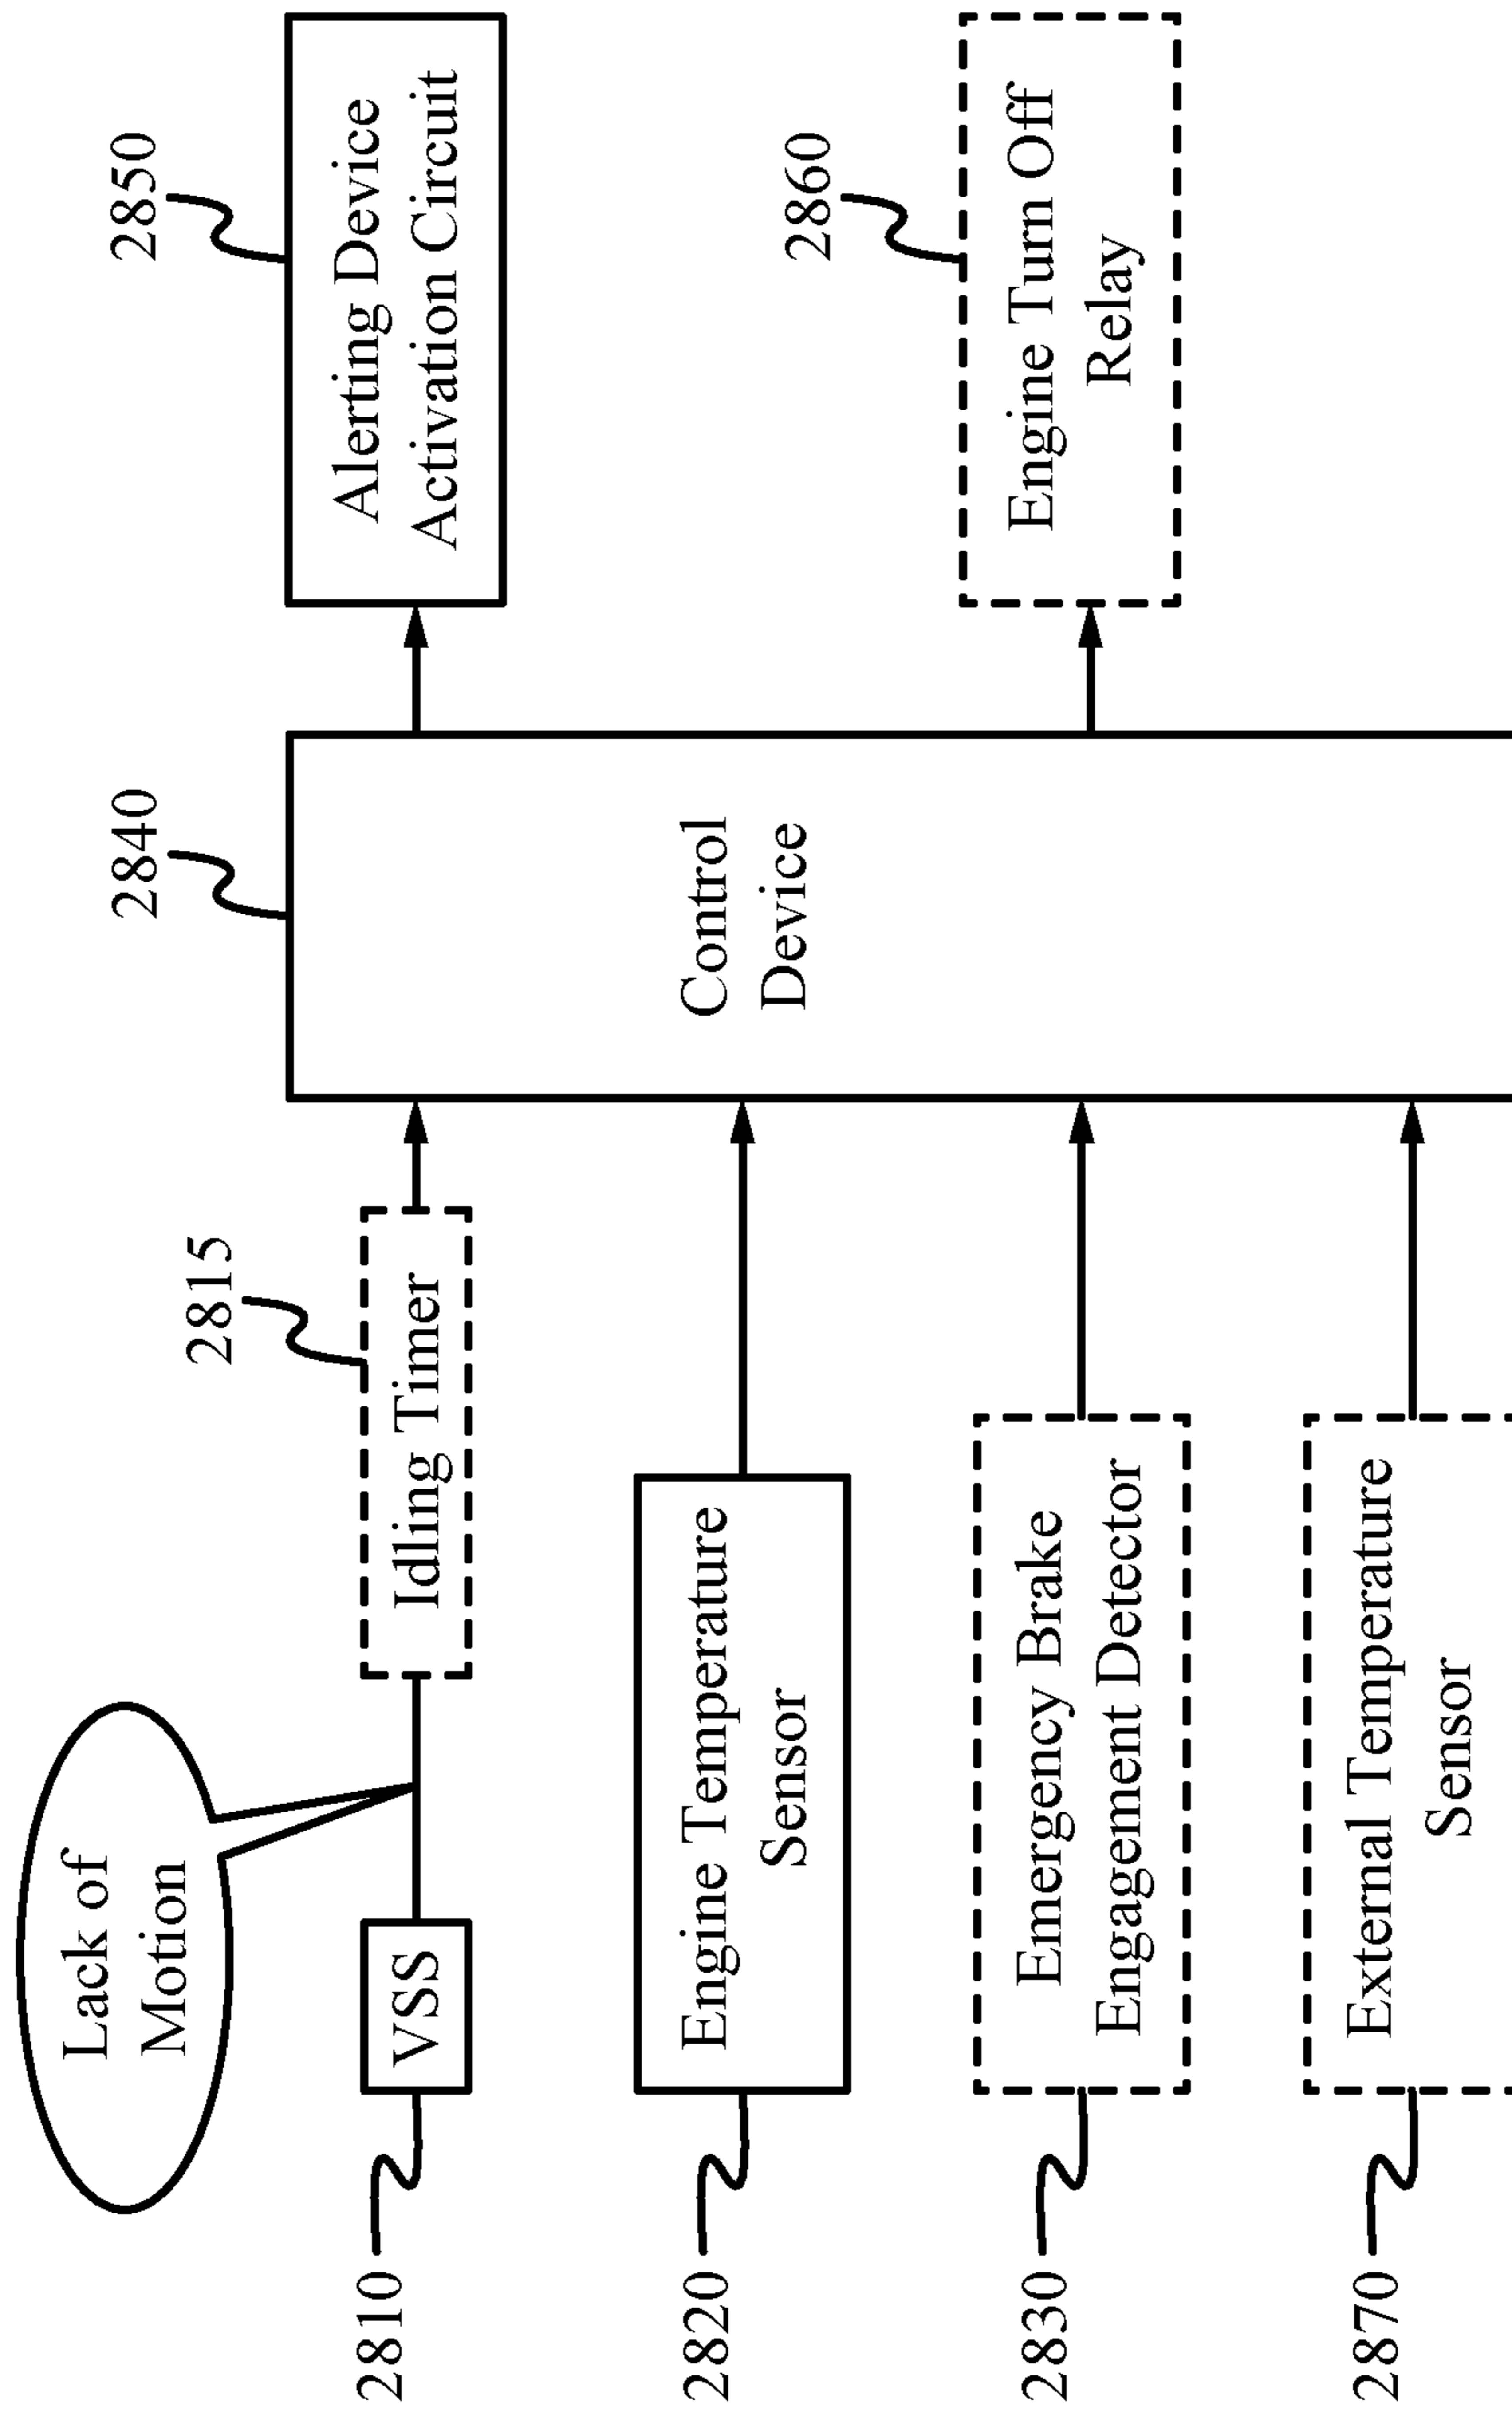 Lack of
Motion
2810
VSS
2815
Idling Timer
2840
Control
Device
2850
Alerting Device
Activation Circuit
2820
Engine Temperature
Sensor
2860
Engine Turn Off
Relay
2830
Emergency Brake
Engagement Detector
2870
External Temperature
Sensor